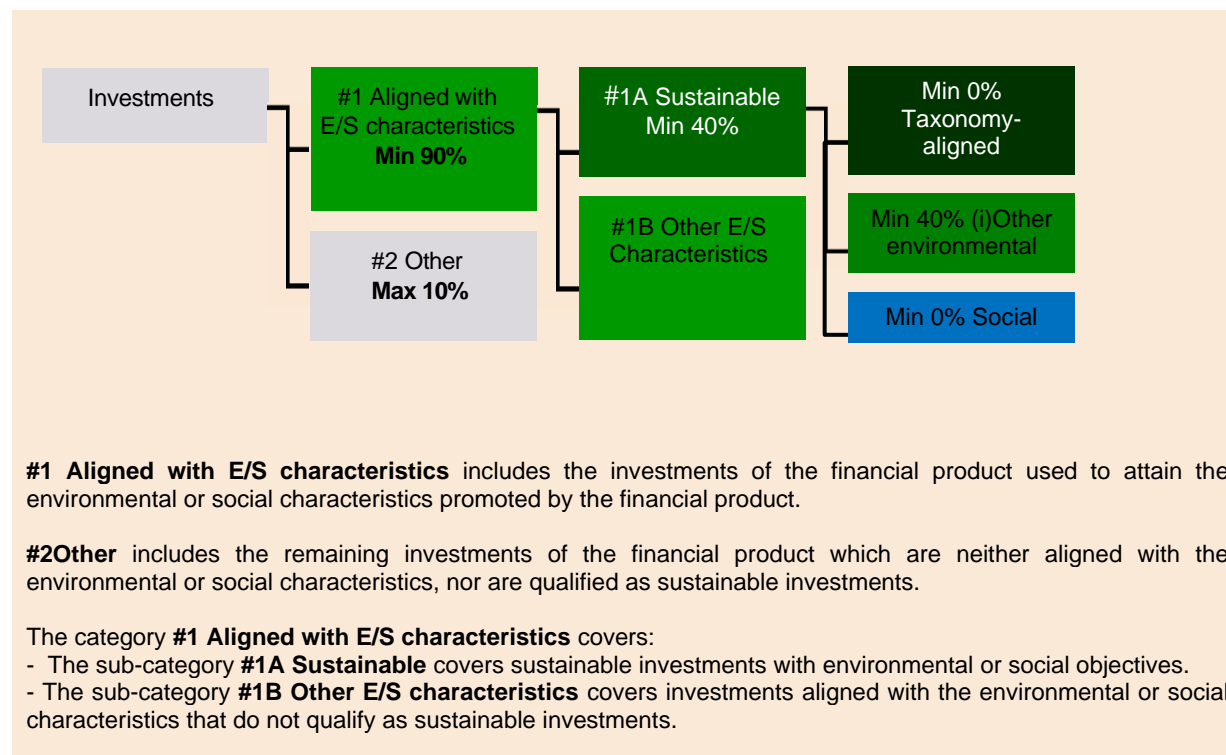 Investments
#1 Aligned with
E/S characteristics
Min 90%
#2 Other
Max 10%
#1A Sustainable
Min 40%
#1B Other E/S
Characteristics
Min 0%
Taxonomy-
aligned
Min 40% (i)Other
environmental
Min 0% Social
#1 Aligned with E/S characteristics includes the investments of the financial product used to attain the
environmental or social characteristics promoted by the financial product.
#2Other includes the remaining investments of the financial product which are neither aligned with the
environmental or social characteristics, nor are qualified as sustainable investments.
The category #1 Aligned with E/S characteristics covers:
- The sub-category #1A Sustainable covers sustainable investments with environmental or social objectives.
- The sub-category #1B Other E/S characteristics covers investments aligned with the environmental or social
characteristics that do not qualify as sustainable investments.